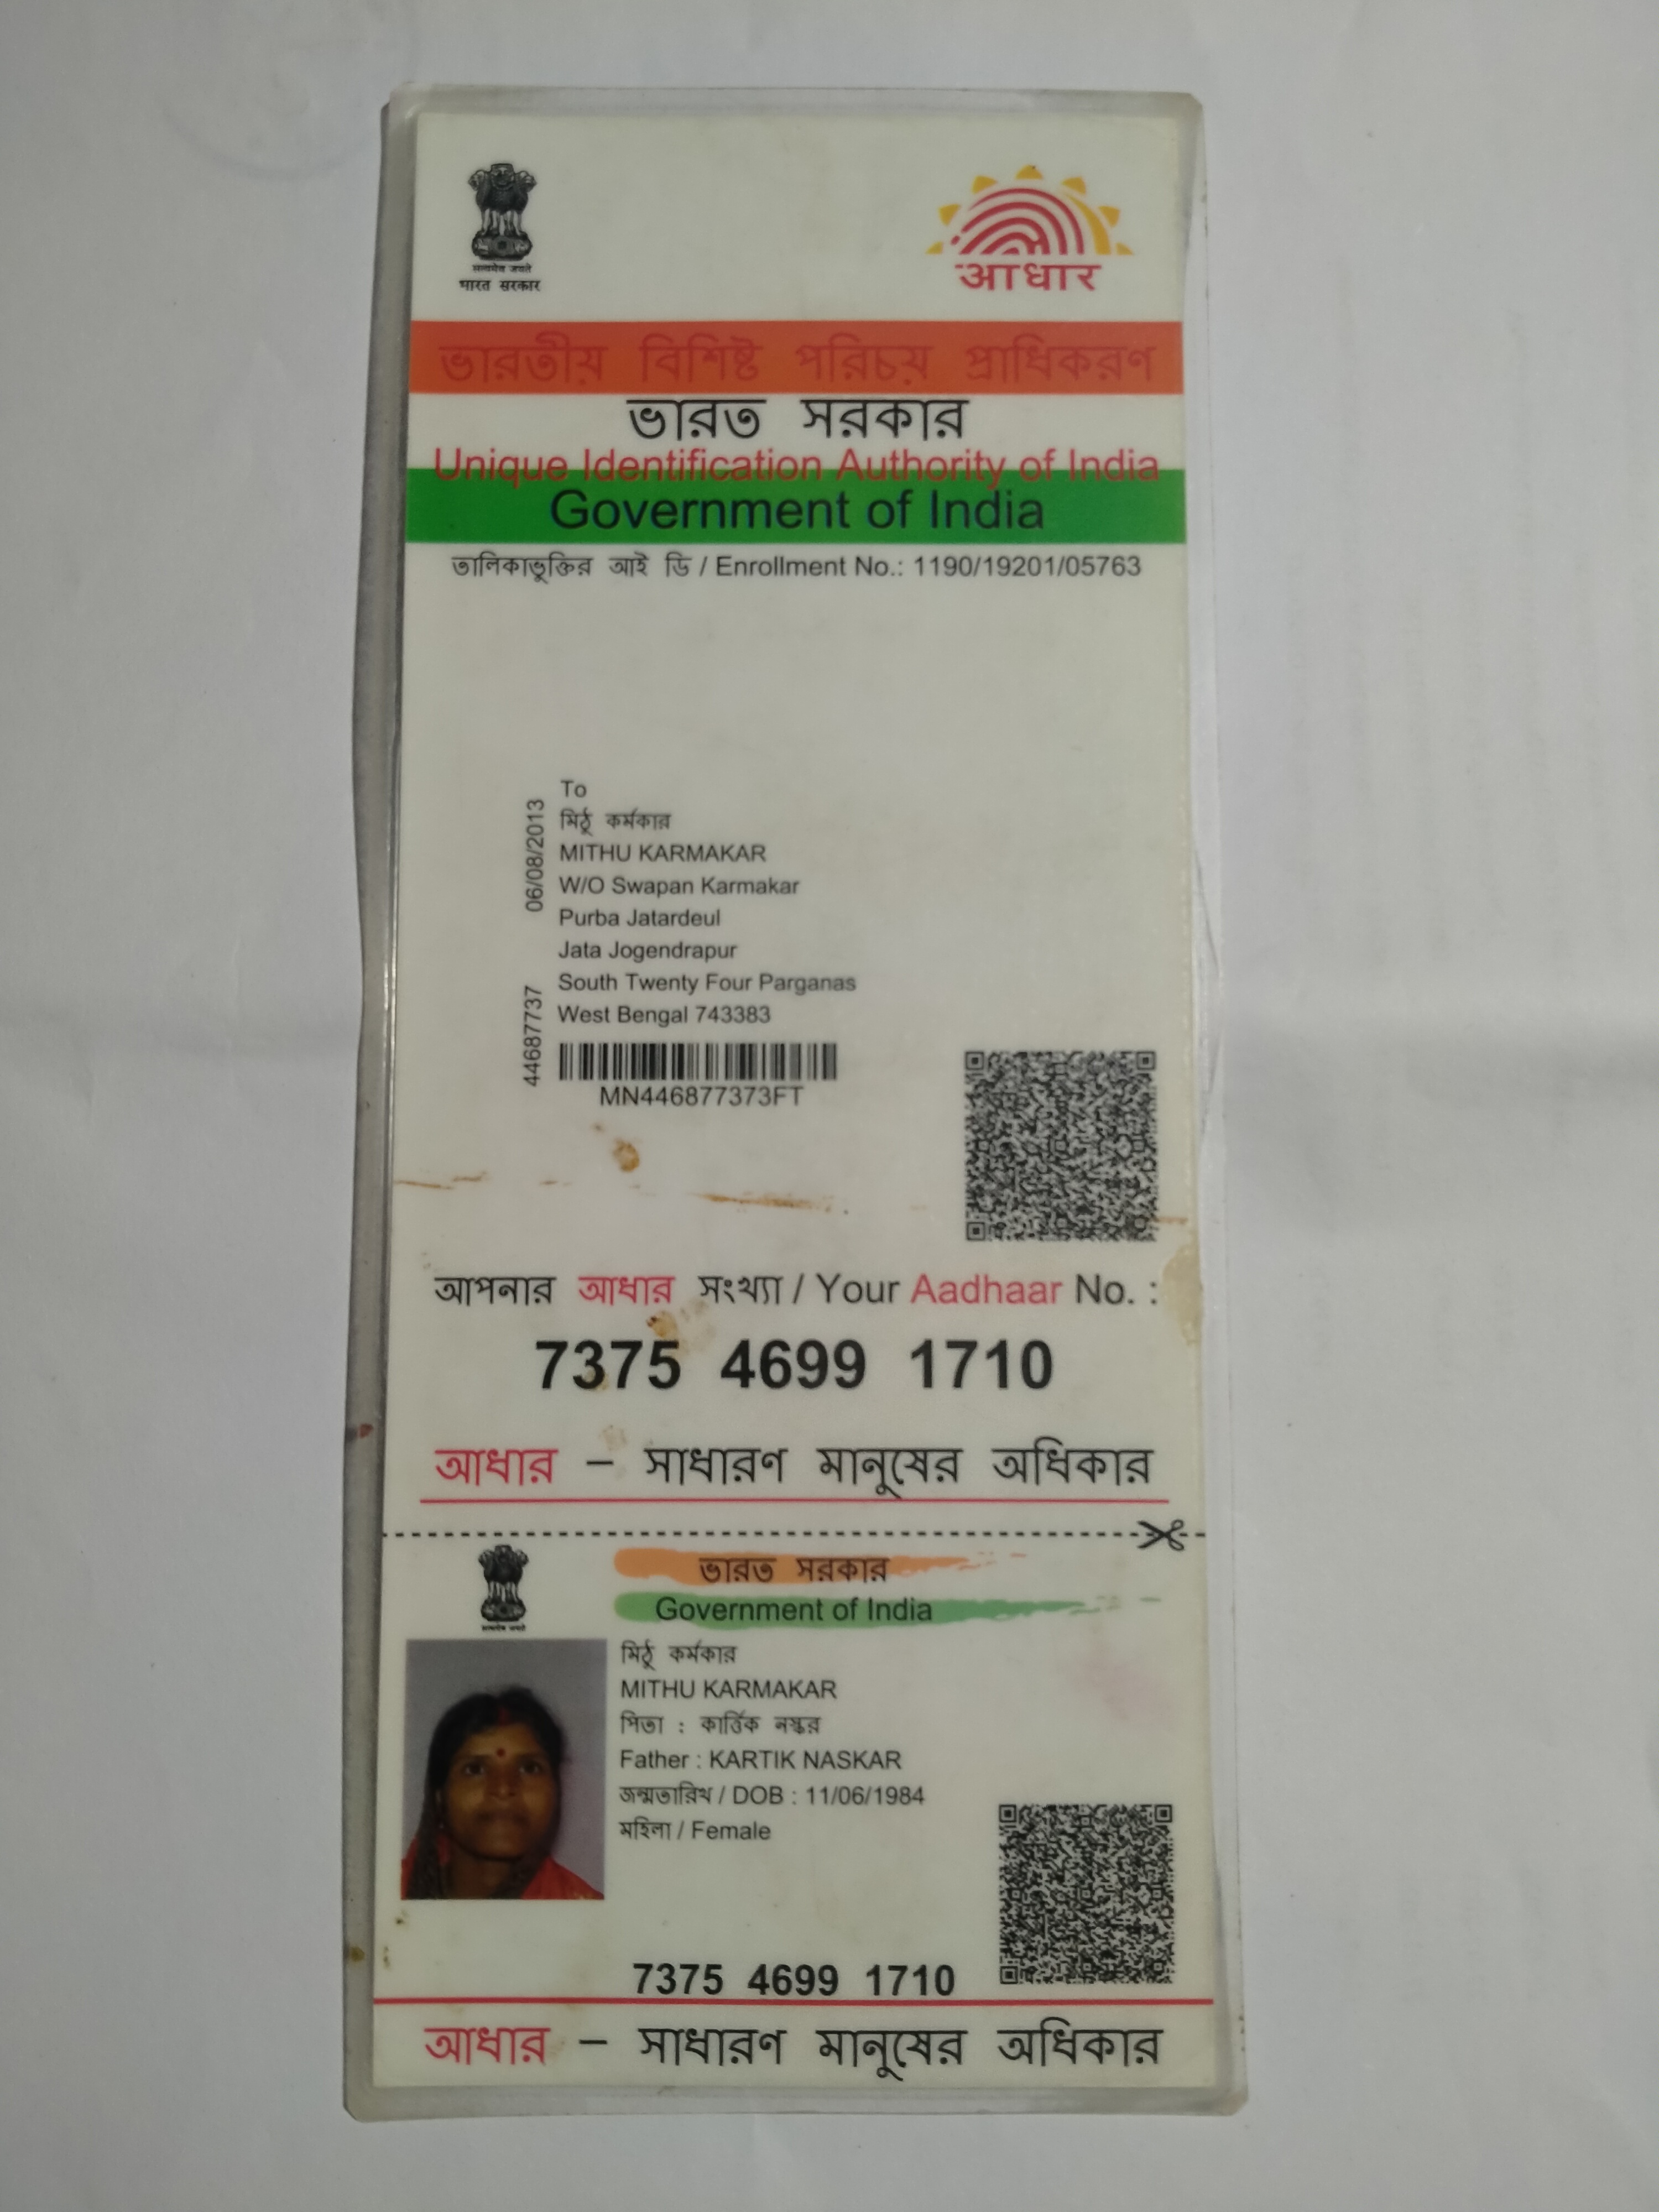 सत्यमेव जयते
भारत सरकार
आधार
ভারতীয় বিশিষ্ট পরিচয় প্রাধিকরণ
ভারত সরকার
Unique Identification Authority of India
Government of India
তালিকাভুক্তির আই ডি / Enrollment No.: 1190/19201/05763
06/08/2013
44687737
To
মিঠু কর্মকার
MITHU KARMAKAR
W/O Swapan Karmakar
Purba Jatardeul
Jata Jogendrapur
South Twenty Four Parganas
West Bengal 743383
MN446877373FT
আপনার আধার সংখ্যা / Your Aadhaar No. :
7375 4699 1710
আধার – সাধারণ মানুষের অধিকার
ভারত সরকার
Government of India
सत्यमेव जयते
মিঠু কর্মকার
MITHU KARMAKAR
পিতা : কার্ত্তিক নস্কর
Father : KARTIK NASKAR
জন্মতারিখ / DOB : 11/06/1984
মহিলা / Female
7375 4699 1710
আধার – সাধারণ মানুষের অধিকার